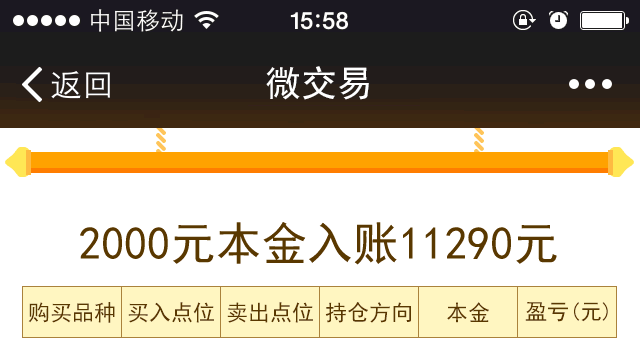 中国移动 15:58
返回 微交易
2000元本金入账11290元
购买品种 买入点位 卖出点位 持仓方向 本金 盈亏(元)